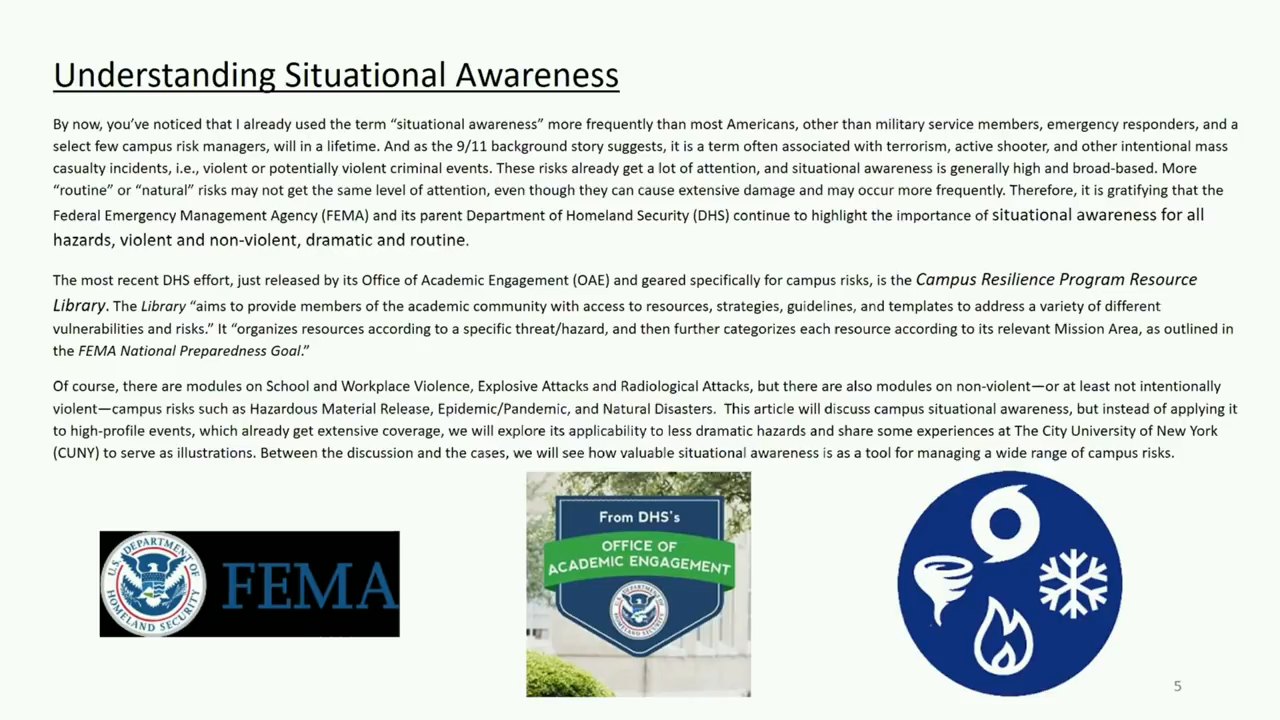 Understanding Situational Awareness
By now, you’ve noticed that I already used the term “situational awareness” more frequently than most Americans, other than military service members, emergency responders, and a
select few campus risk managers, will in a lifetime. And as the 9/11 background story suggests, it is a term often associated with terrorism, active shooter, and other intentional mass
casualty incidents, i.e., violent or potentially violent criminal events. These risks already get a lot of attention, and situational awareness is generally high and broad-based. More
“routine” or “natural” risks may not get the same level of attention, even though they can cause extensive damage and may occur more frequently. Therefore, it is gratifying that the
Federal Emergency Management Agency (FEMA) and its parent Department of Homeland Security (DHS) continue to highlight the importance of situational awareness for all
hazards, violent and non-violent, dramatic and routine.
The most recent DHS effort, just released by its Office of Academic Engagement (OAE) and geared specifically for campus risks, is the Campus Resilience Program Resource
Library. The Library “aims to provide members of the academic community with access to resources, strategies, guidelines, and templates to address a variety of different
vulnerabilities and risks.” It “organizes resources according to a specific threat/hazard, and then further categorizes each resource according to its relevant Mission Area, as outlined in
the FEMA National Preparedness Goal.”
Of course, there are modules on School and Workplace Violence, Explosive Attacks and Radiological Attacks, but there are also modules on non-violent—or at least not intentionally
violent—campus risks such as Hazardous Material Release, Epidemic/Pandemic, and Natural Disasters. This article will discuss campus situational awareness, but instead of applying it
to high-profile events, which already get extensive coverage, we will explore its applicability to less dramatic hazards and share some experiences at The City University of New York
(CUNY) to serve as illustrations. Between the discussion and the cases, we will see how valuable situational awareness is as a tool for managing a wide range of campus risks.
U.S. DEPARTMENT OF
HOMELAND SECURITY
FEMA
From DHS's
OFFICE OF
ACADEMIC ENGAGEMENT
5